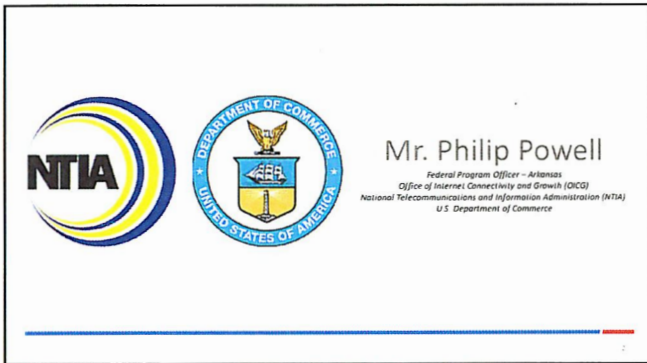 NTIA
DEPARTMENT OF COMMERCE
UNITED STATES OF AMERICA
Mr. Philip Powell
Federal Program Officer – Arkansas
Office of Internet Connectivity and Growth (OICG)
National Telecommunications and Information Administration (NTIA)
U.S. Department of Commerce